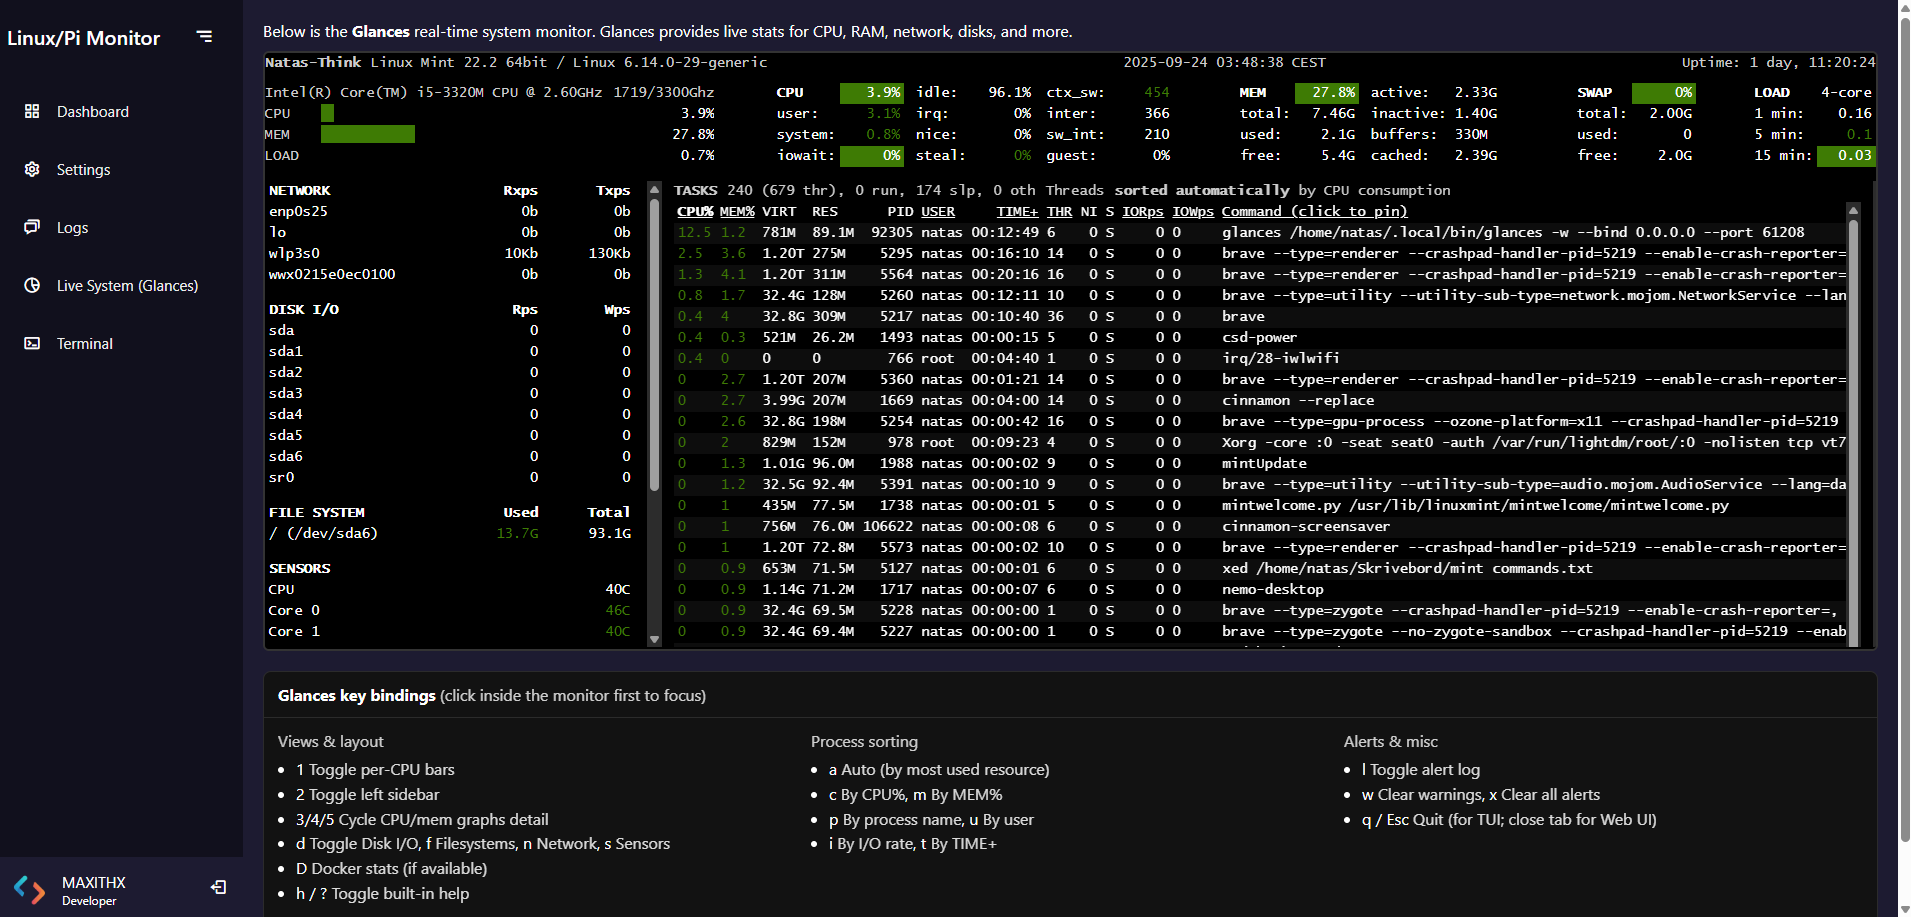 Linux/Pi Monitor
Dashboard
Settings
Logs
Live System (Glances)
Terminal
MAXITHX
Developer
Below is the Glances real-time system monitor. Glances provides live stats for CPU, RAM, network, disks, and more.
Natas-Think Linux Mint 22.2 64bit / Linux 6.14.0-29-generic 2025-09-24 03:48:38 CEST Uptime: 1 day, 11:20:24
Intel(R) Core(TM) i5-3320M CPU @ 2.60GHz 1719/3300Ghz CPU 3.9% idle: 96.1% ctx_sw: 454 MEM 27.8% active: 2.33G SWAP 0% LOAD 4-core
CPU 3.9% user: 3.1% irq: 0% inter: 366 total: 7.46G inactive: 1.40G total: 2.00G 1 min: 0.16
MEM 27.8% system: 0.8% nice: 0% sw_int: 210 used: 2.1G buffers: 330M used: 0 5 min: 0.1
LOAD 0.7% iowait: 0% steal: 0% guest: 0% free: 5.4G cached: 2.39G free: 2.0G 15 min: 0.03
NETWORK Rxps Txps
enp0s25 0b 0b
lo 0b 0b
wlp3s0 10Kb 130Kb
wwx0215e0ec0100 0b 0b
DISK I/O Rps Wps
sda 0 0
sda1 0 0
sda2 0 0
sda3 0 0
sda4 0 0
sda5 0 0
sda6 0 0
sr0 0 0
FILE SYSTEM Used Total
/ (/dev/sda6) 13.7G 93.1G
SENSORS
CPU 40C
Core 0 46C
Core 1 40C
TASKS 240 (679 thr), 0 run, 174 slp, 0 oth Threads sorted automatically by CPU consumption
CPU% MEM% VIRT RES PID USER TIME+ THR NI S IORps IOWps Command (click to pin)
12.5 1.2 781M 89.1M 92305 natas 00:12:49 6 0 S 0 0 glances /home/natas/.local/bin/glances -w --bind 0.0.0.0 --port 61208
2.5 3.6 1.20T 275M 5295 natas 00:16:10 14 0 S 0 0 brave --type=renderer --crashpad-handler-pid=5219 --enable-crash-reporter=
1.3 4.1 1.20T 311M 5564 natas 00:20:16 16 0 S 0 0 brave --type=renderer --crashpad-handler-pid=5219 --enable-crash-reporter=
0.8 1.7 32.4G 128M 5260 natas 00:12:11 10 0 S 0 0 brave --type=utility --utility-sub-type=network.mojom.NetworkService --lan
0.4 4 32.8G 309M 5217 natas 00:10:40 36 0 S 0 0 brave
0.4 0.3 521M 26.2M 1493 natas 00:00:15 5 0 S 0 0 csd-power
0.4 0 0 0 766 root 00:04:40 1 0 S 0 0 irq/28-iwlwifi
0 2.7 1.20T 207M 5360 natas 00:01:21 14 0 S 0 0 brave --type=renderer --crashpad-handler-pid=5219 --enable-crash-reporter=
0 2.7 3.99G 207M 1669 natas 00:04:00 14 0 S 0 0 cinnamon --replace
0 2.6 32.8G 198M 5254 natas 00:00:42 16 0 S 0 0 brave --type=gpu-process --ozone-platform=x11 --crashpad-handler-pid=5219
0 2 829M 152M 978 root 00:09:23 4 0 S 0 0 Xorg -core :0 -seat seat0 -auth /var/run/lightdm/root/:0 -nolisten tcp vt7
0 1.3 1.01G 96.0M 1988 natas 00:00:02 9 0 S 0 0 mintUpdate
0 1.2 32.5G 92.4M 5391 natas 00:00:10 9 0 S 0 0 brave --type=utility --utility-sub-type=audio.mojom.AudioService --lang=da
0 1 435M 77.5M 1738 natas 00:00:01 5 0 S 0 0 mintwelcome.py /usr/lib/linuxmint/mintwelcome/mintwelcome.py
0 1 756M 76.0M 106622 natas 00:00:08 6 0 S 0 0 cinnamon-screensaver
0 1 1.20T 72.8M 5573 natas 00:00:02 10 0 S 0 0 brave --type=renderer --crashpad-handler-pid=5219 --enable-crash-reporter=
0 0.9 653M 71.5M 5127 natas 00:00:01 6 0 S 0 0 xed /home/natas/Skrivebord/mint commands.txt
0 0.9 1.14G 71.2M 1717 natas 00:00:07 6 0 S 0 0 nemo-desktop
0 0.9 32.4G 69.5M 5228 natas 00:00:00 1 0 S 0 0 brave --type=zygote --crashpad-handler-pid=5219 --enable-crash-reporter=,
0 0.9 32.4G 69.4M 5227 natas 00:00:00 1 0 S 0 0 brave --type=zygote --no-zygote-sandbox --crashpad-handler-pid=5219 --enab
Glances key bindings (click inside the monitor first to focus)
Views & layout
1 Toggle per-CPU bars
2 Toggle left sidebar
3/4/5 Cycle CPU/mem graphs detail
d Toggle Disk I/O, f Filesystems, n Network, s Sensors
D Docker stats (if available)
h / ? Toggle built-in help
Process sorting
a Auto (by most used resource)
c By CPU%, m By MEM%
p By process name, u By user
i By I/O rate, t By TIME+
Alerts & misc
l Toggle alert log
w Clear warnings, x Clear all alerts
q / Esc Quit (for TUI; close tab for Web UI)